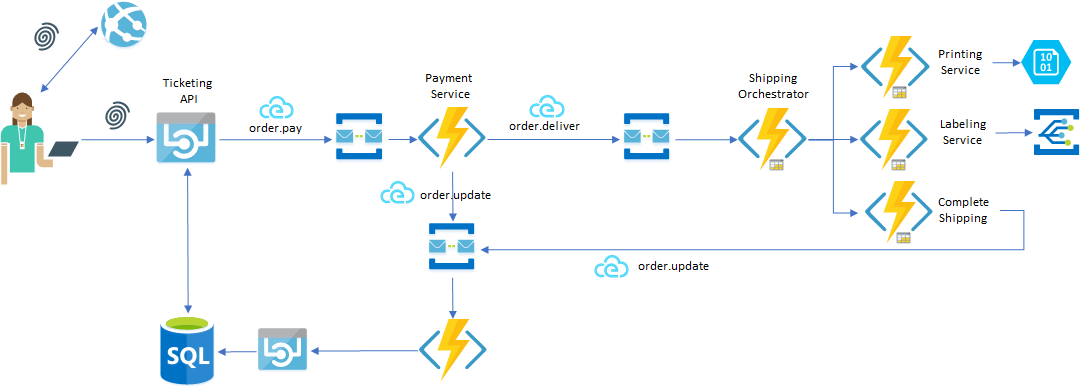 Ticketing
API
order.pay
Payment
Service
order.deliver
Shipping
Orchestrator
Printing
Service
10
01
Labeling
Service
Complete
Shipping
order.update
order.update
SQL